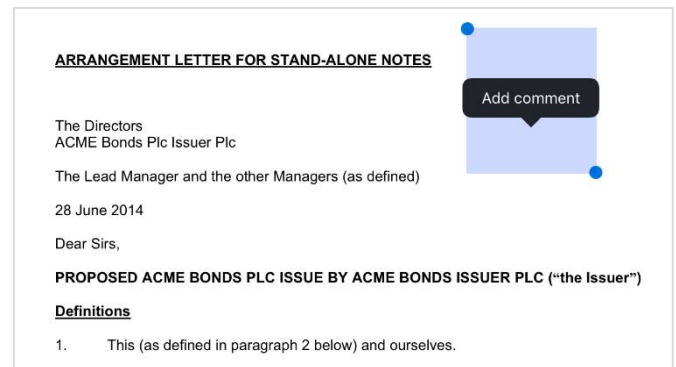 ARRANGEMENT LETTER FOR STAND-ALONE NOTES
Add comment
The Directors
ACME Bonds Plc Issuer Plc
The Lead Manager and the other Managers (as defined)
28 June 2014
Dear Sirs,
PROPOSED ACME BONDS PLC ISSUE BY ACME BONDS ISSUER PLC (“the Issuer”)
Definitions
1. This (as defined in paragraph 2 below) and ourselves.